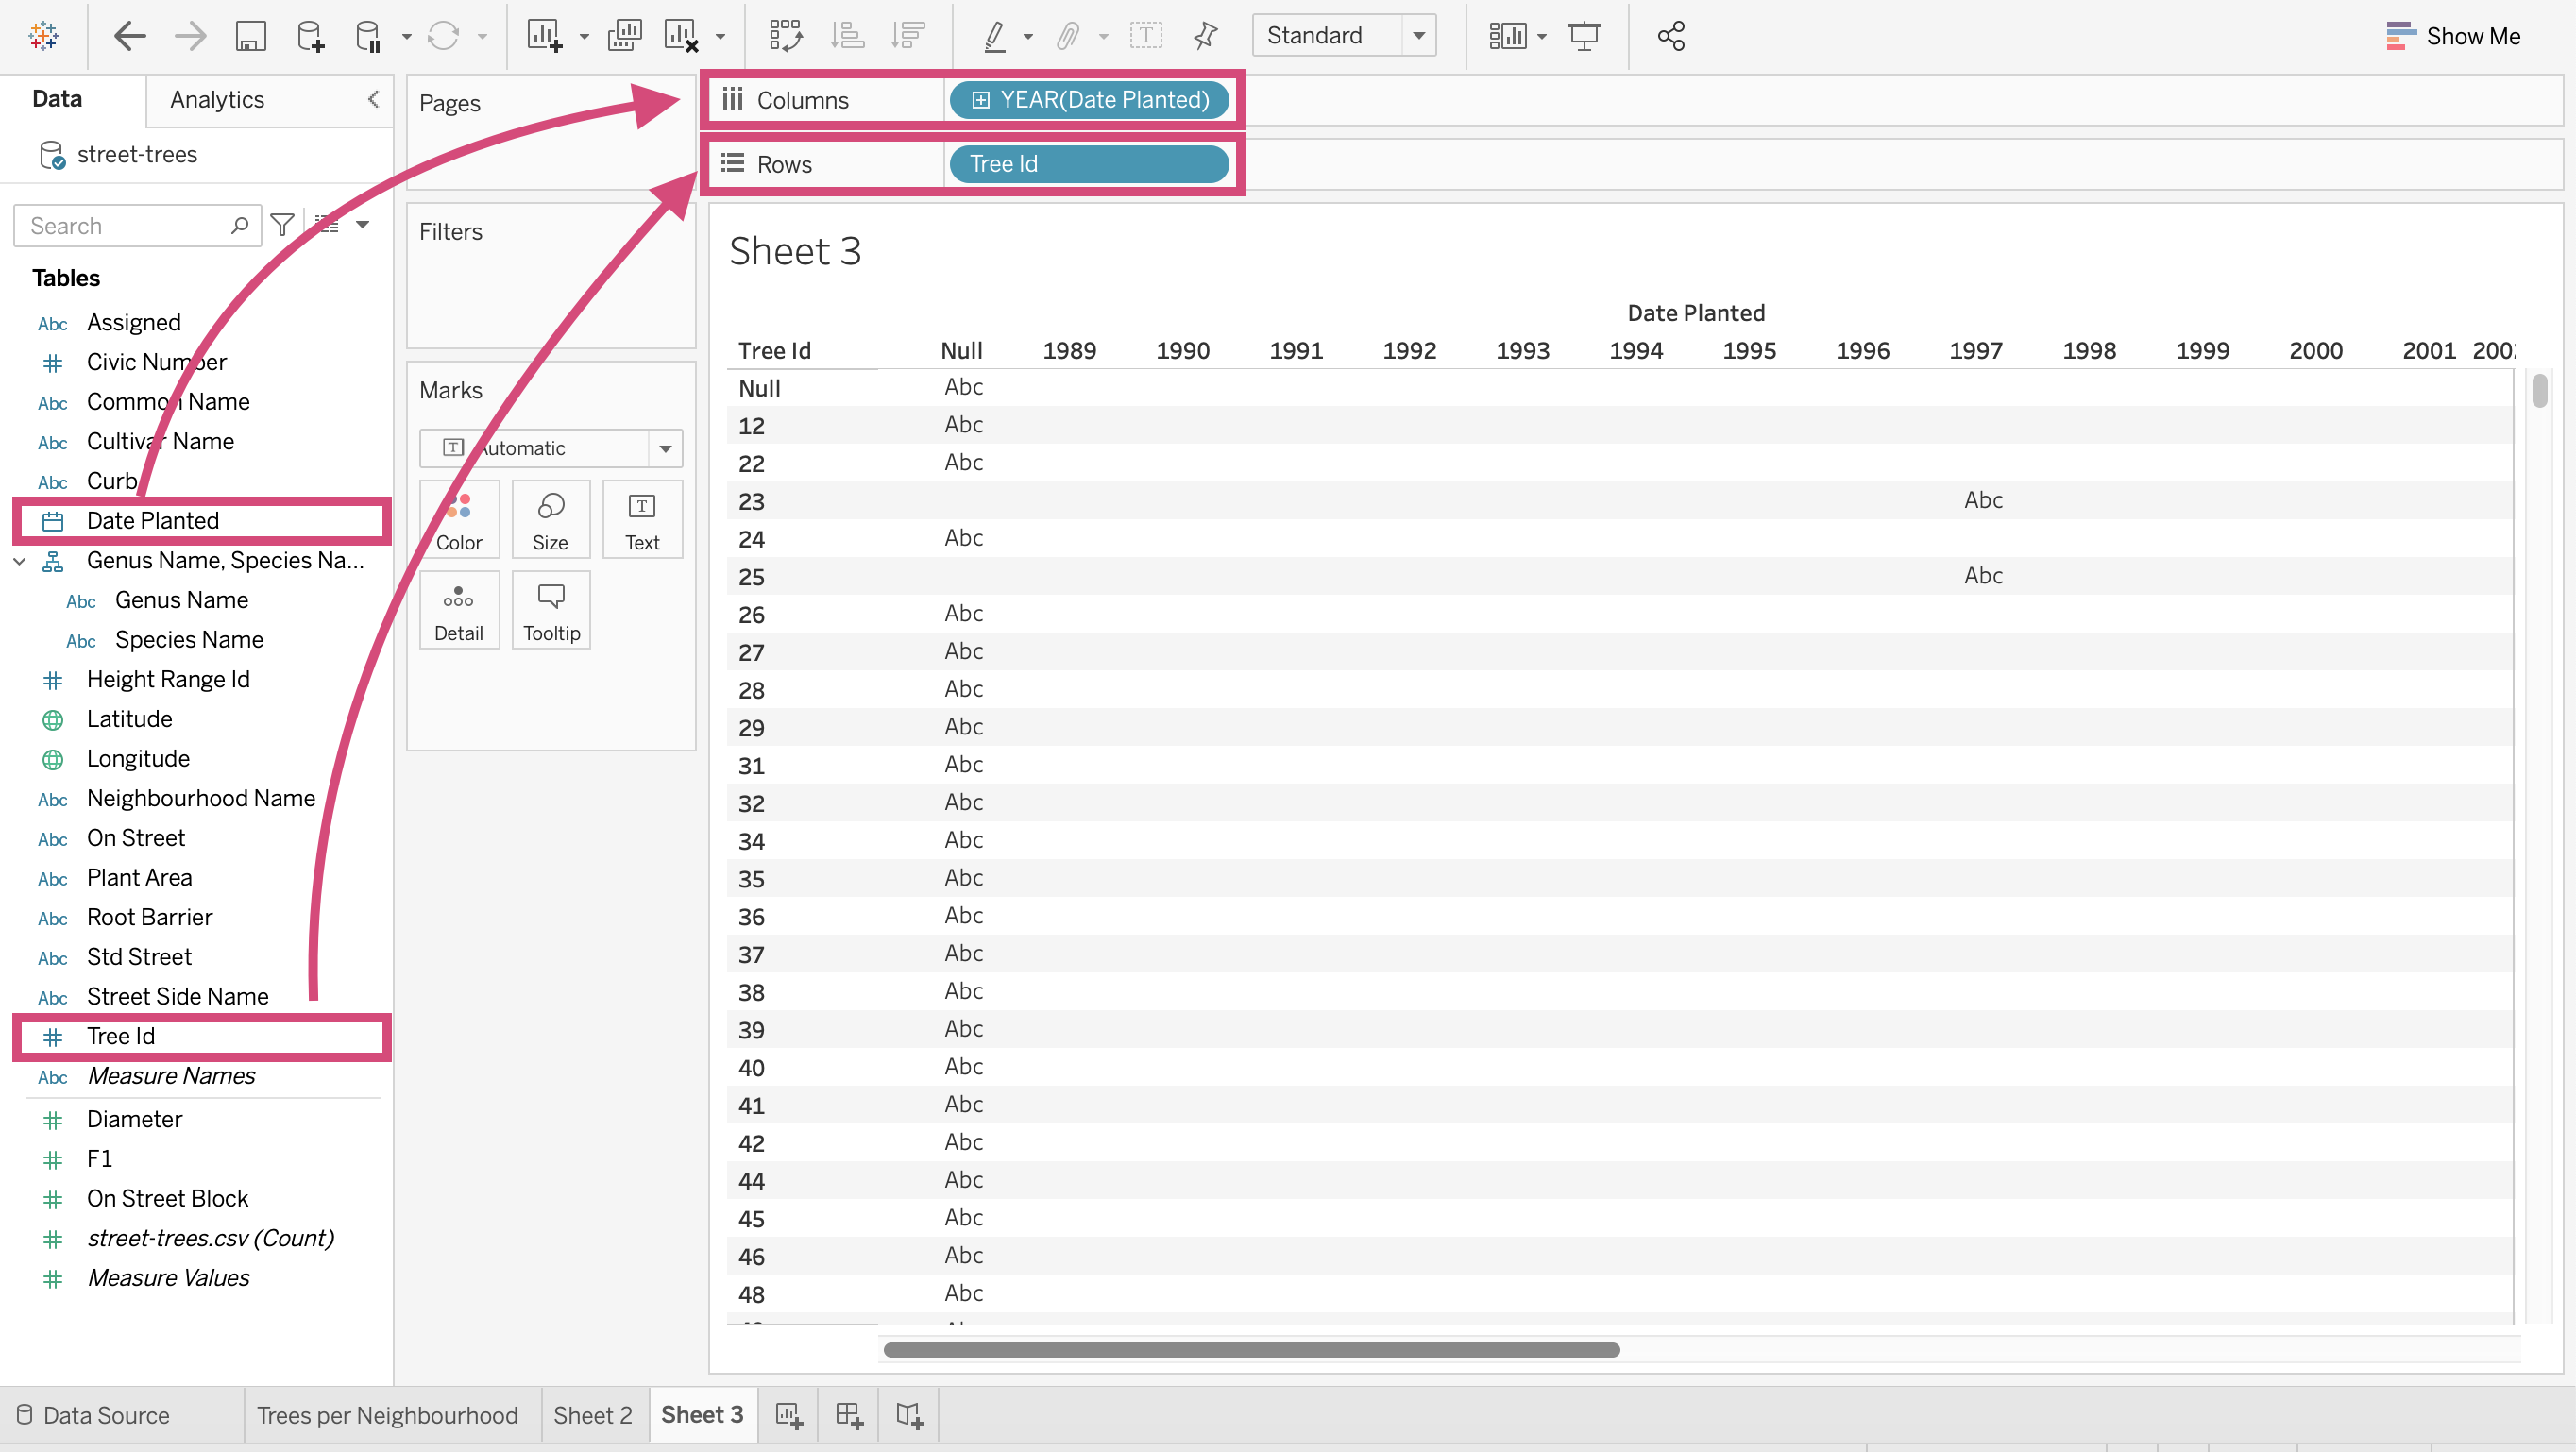 Standard
Show Me
Data
Analytics
street-trees
Search
Tables
Abc Assigned
Civic Number
Abc Common Name
Abc Cultivar Name
Abc Curb
Date Planted
Genus Name, Species Na...
Abc Genus Name
Abc Species Name
Height Range Id
Latitude
Longitude
Abc Neighbourhood Name
Abc On Street
Abc Plant Area
Abc Root Barrier
Abc Std Street
Abc Street Side Name
Tree Id
Abc Measure Names
Diameter
F1
On Street Block
street-trees.csv (Count)
Measure Values
Pages
Filters
Marks
T Automatic
Color
Size
T
Text
Detail
Tooltip
Columns YEAR(Date Planted)
Rows Tree Id
Sheet 3
Date Planted
Tree Id Null 1989 1990 1991 1992 1993 1994 1995 1996 1997 1998 1999 2000 2001
Null Abc
12 Abc
22 Abc
23 Abc
24 Abc
25 Abc
26 Abc
27 Abc
28 Abc
29 Abc
31 Abc
32 Abc
34 Abc
35 Abc
36 Abc
37 Abc
38 Abc
39 Abc
40 Abc
41 Abc
42 Abc
44 Abc
45 Abc
46 Abc
48 Abc
Data Source
Trees per Neighbourhood
Sheet 2
Sheet 3